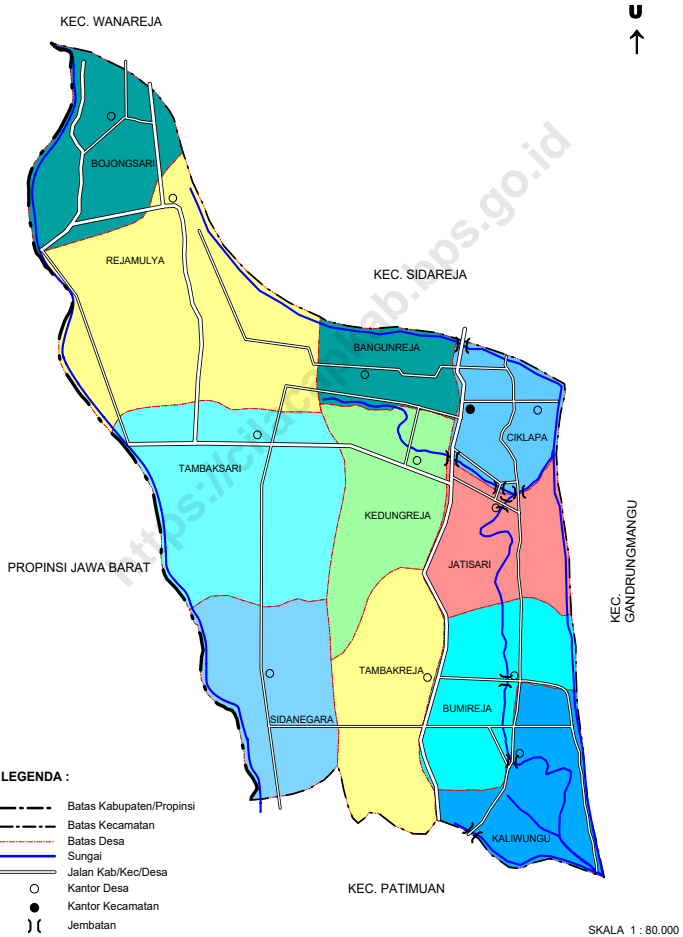 U
KEC. WANAREJA
BOJONGSARI
REJAMULYA
KEC. SIDAREJA
BANGUNREJA
CIKLAPA
TAMBAKSARI
KEDUNGREJA
JATISARI
PROPINSI JAWA BARAT
KEC.
GANDRUNGMANGU
TAMBAKREJA
BUMIREJA
SIDANEGARA
KALIWUNGU
KEC. PATIMUAN
https://cilacapkab.bps.go.id
LEGENDA :
Batas Kabupaten/Propinsi
Batas Kecamatan
Batas Desa
Sungai
Jalan Kab/Kec/Desa
Kantor Desa
Kantor Kecamatan
Jembatan
SKALA 1 : 80.000